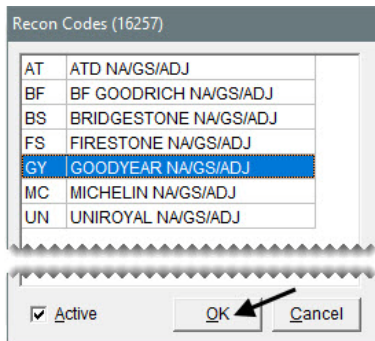 Recon Codes (16257)
AT ATD NA/GS/ADJ
BF BF GOODRICH NA/GS/ADJ
BS BRIDGESTONE NA/GS/ADJ
FS FIRESTONE NA/GS/ADJ
GY GOODYEAR NA/GS/ADJ
MC MICHELIN NA/GS/ADJ
UN UNIROYAL NA/GS/ADJ
Active OK Cancel